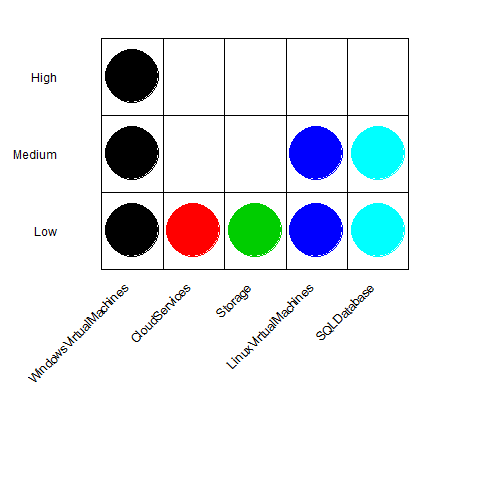 High
Medium
Low
WindowsVirtualMachines
CloudServices
Storage
LinuxVirtualMachines
SQLDatabase